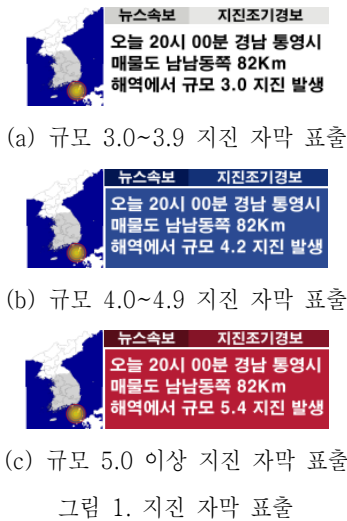 뉴스속보 지진조기경보
오늘 20시 00분 경남 통영시
매물도 남남동쪽 82Km
해역에서 규모 3.0 지진 발생
(a) 규모 3.0~3.9 지진 자막 표출
뉴스속보 지진조기경보
오늘 20시 00분 경남 통영시
매물도 남남동쪽 82Km
해역에서 규모 4.2 지진 발생
(b) 규모 4.0~4.9 지진 자막 표출
뉴스속보 지진조기경보
오늘 20시 00분 경남 통영시
매물도 남남동쪽 82Km
해역에서 규모 5.4 지진 발생
(c) 규모 5.0 이상 지진 자막 표출
그림 1. 지진 자막 표출